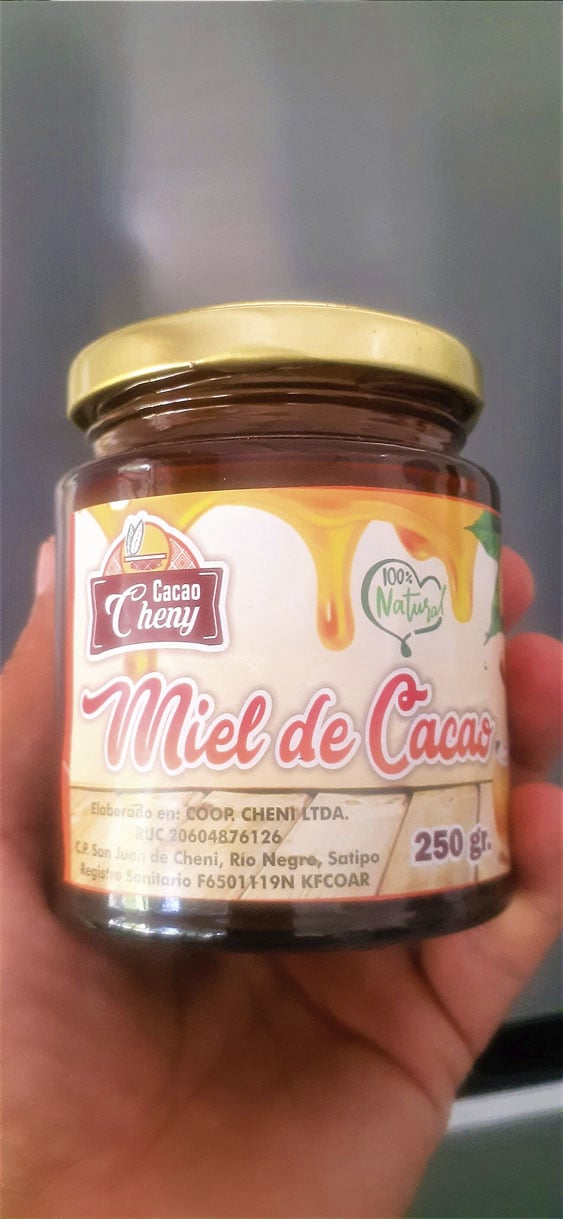 Cacao
Cheny
100%
Natural
Miel de Cacao
Elaborado en: COOP. CHENI LTDA.
RUC 20604876126
C.P. San Juan de Cheni, Río Negro, Satipo
Registro Sanitario F6501119N KFCOAR
250 gr.